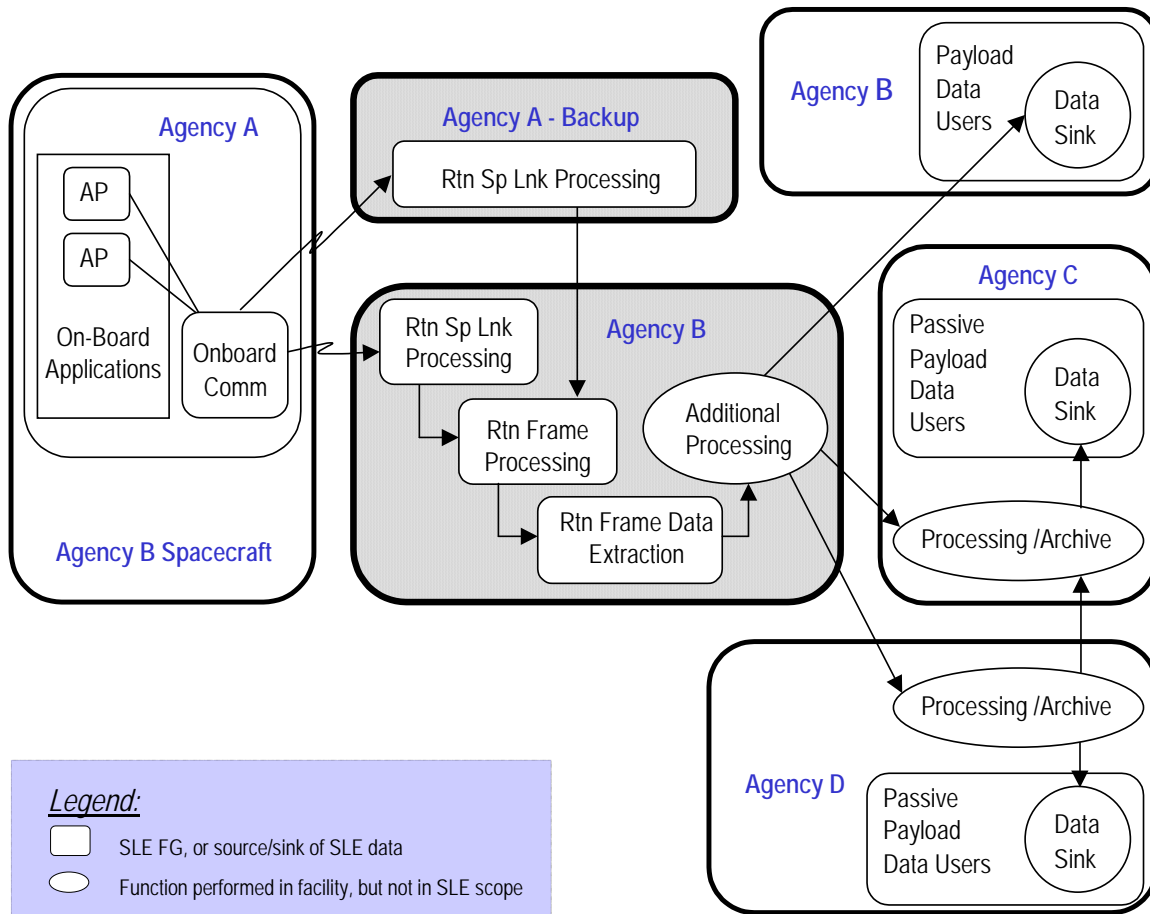 Agency A
AP
AP
On-Board
Applications
Onboard
Comm
Agency B Spacecraft
Agency A - Backup
Rtn Sp Lnk Processing
Agency B
Rtn Sp Lnk
Processing
Rtn Frame
Processing
Rtn Frame Data
Extraction
Additional
Processing
Agency B
Payload
Data
Users
Data
Sink
Agency C
Passive
Payload
Data
Users
Data
Sink
Processing /Archive
Agency D
Processing /Archive
Passive
Payload
Data Users
Data
Sink
Legend:
SLE FG, or source/sink of SLE data
Function performed in facility, but not in SLE scope